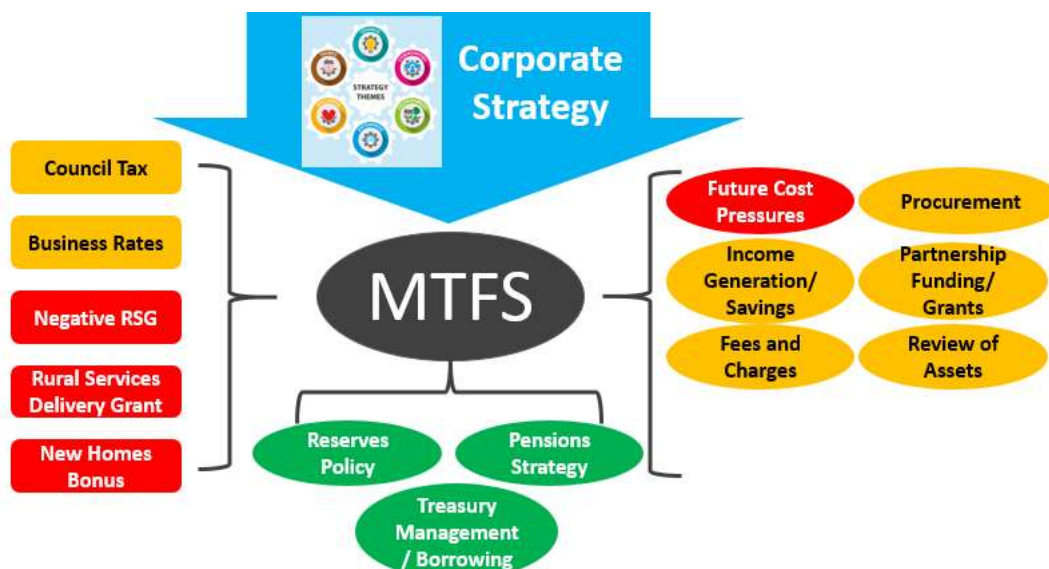 Corporate
Strategy
STRATEGY
THEMES
Council Tax
Business Rates
Negative RSG
Rural Services
Delivery Grant
New Homes
Bonus
MTFS
Future Cost
Pressures
Procurement
Income
Generation/
Savings
Partnership
Funding/
Grants
Fees and
Charges
Review of
Assets
Reserves
Policy
Pensions
Strategy
Treasury
Management
/ Borrowing